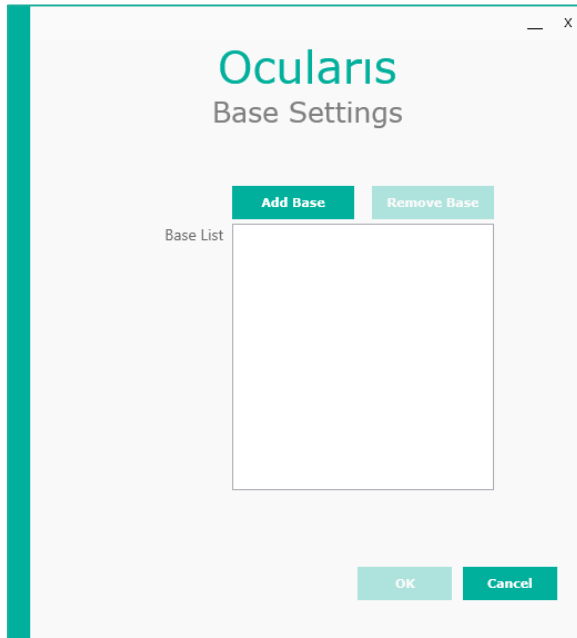 X
Ocularıs
Base Settings
Add Base Remove Base
Base List
OK Cancel